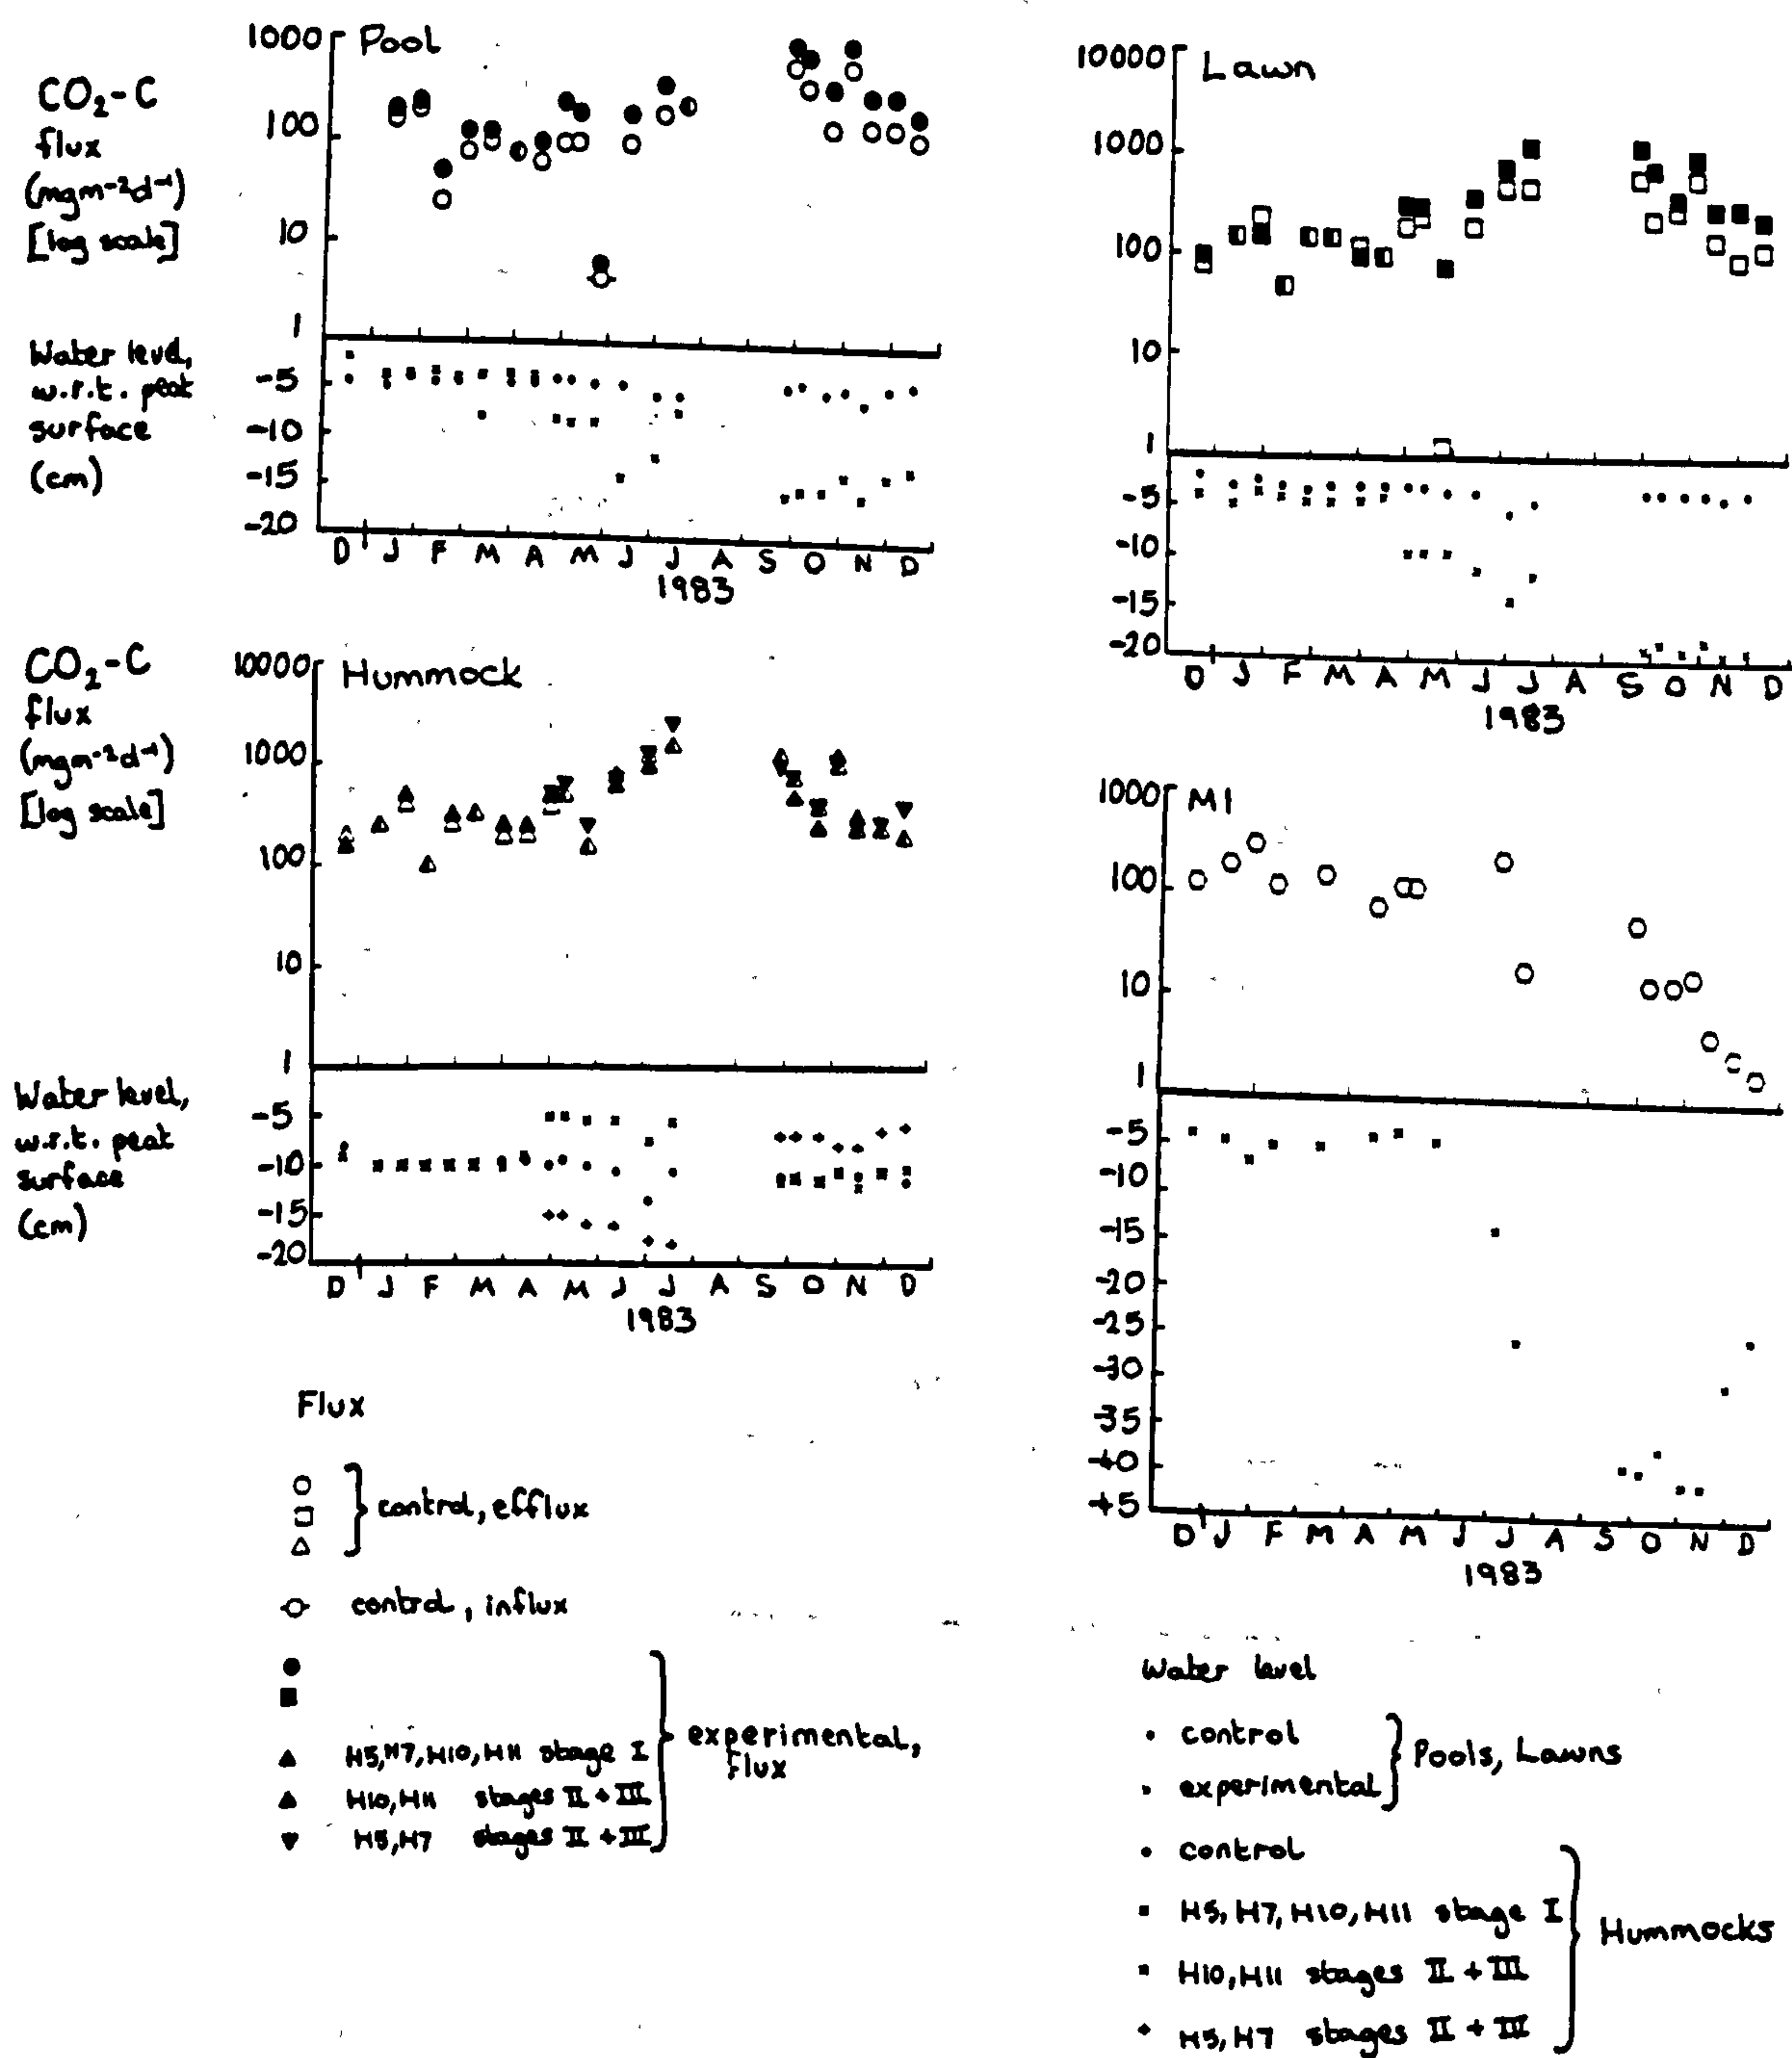 Pool
CO₂-C
flux
(mgm⁻²d⁻¹)
[log scale]
1000
100
10
1
Water level,
w.r.t. peat
surface
(cm)
-5
-10
-15
-20
D J F M A M J J A S O N D
1983
Lawn
10000
1000
100
10
1
-5
-10
-15
-20
D J F M A M J J A S O N D
1983
Hummock
CO₂-C
flux
(mgm⁻²d⁻¹)
[log scale]
10000
1000
100
10
1
Water level,
w.r.t. peat
surface
(cm)
-5
-10
-15
-20
D J F M A M J J A S O N D
1983
M1
1000
100
10
1
-5
-10
-15
-20
-25
-30
-35
-40
-45
D J F M A M J J A S O N D
1983
Flux
control, efflux
control, influx
H5, H7, H10, H11 stage I
H10, H11 stages II + III
H5, H7 stages II + III
experimental,
flux
Water level
control
experimental
Pools, Lawns
control
H5, H7, H10, H11 stage I
H10, H11 stages II + III
H5, H7 stages II + III
Hummocks